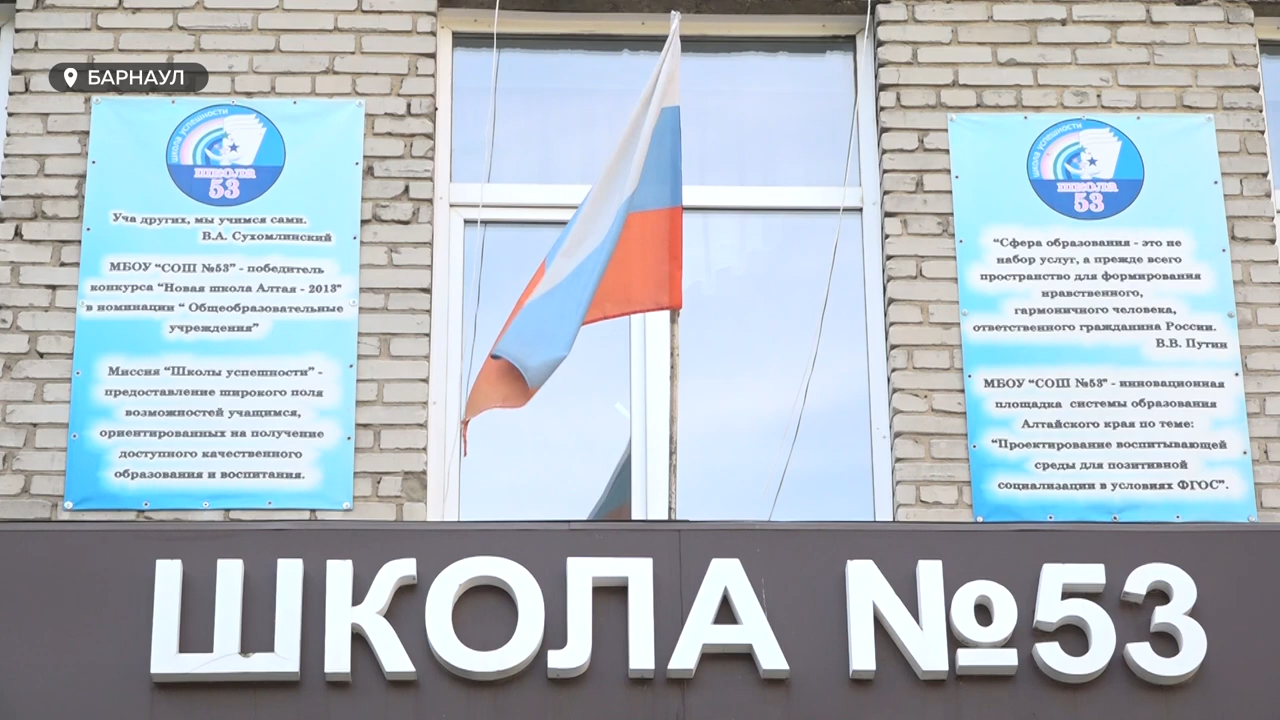 БАРНАУЛ
ШКОЛА УСПЕШНОСТИ
ШКОЛА
53
Уча других, мы учимся сами.
В.А. Сухомлинский
МБОУ “СОШ №53” - победитель
конкурса “Новая школа Алтая - 2013”
в номинации “ Общеобразовательные
учреждения”
Миссия “Школы успешности” -
предоставление широкого поля
возможностей учащимся,
ориентированных на получение
доступного качественного
образования и воспитания.
ШКОЛА УСПЕШНОСТИ
ШКОЛА
53
“Сфера образования - это не
набор услуг, а прежде всего
пространство для формирования
нравственного,
гармоничного человека,
ответственного гражданина России.
В.В. Путин
МБОУ “СОШ №53” - инновационная
площадка системы образования
Алтайского края по теме:
“Проектирование воспитывающей
среды для позитивной
социализации в условиях ФГОС”.
ШКОЛА №53